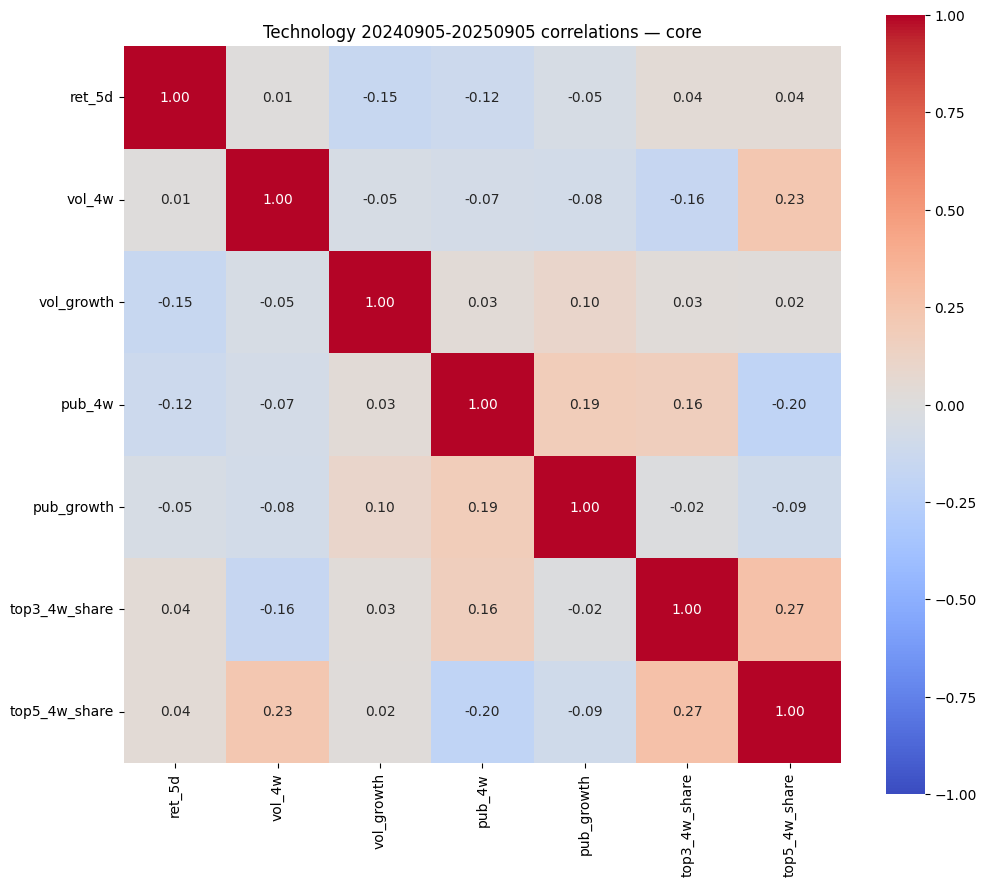 Technology 20240905-20250905 correlations — core
ret_5d 1.00 0.01 -0.15 -0.12 -0.05 0.04 0.04
vol_4w 0.01 1.00 -0.05 -0.07 -0.08 -0.16 0.23
vol_growth -0.15 -0.05 1.00 0.03 0.10 0.03 0.02
pub_4w -0.12 -0.07 0.03 1.00 0.19 0.16 -0.20
pub_growth -0.05 -0.08 0.10 0.19 1.00 -0.02 -0.09
top3_4w_share 0.04 -0.16 0.03 0.16 -0.02 1.00 0.27
top5_4w_share 0.04 0.23 0.02 -0.20 -0.09 0.27 1.00
ret_5d
vol_4w
vol_growth
pub_4w
pub_growth
top3_4w_share
top5_4w_share
1.00
0.75
0.50
0.25
0.00
−0.25
−0.50
−0.75
−1.00